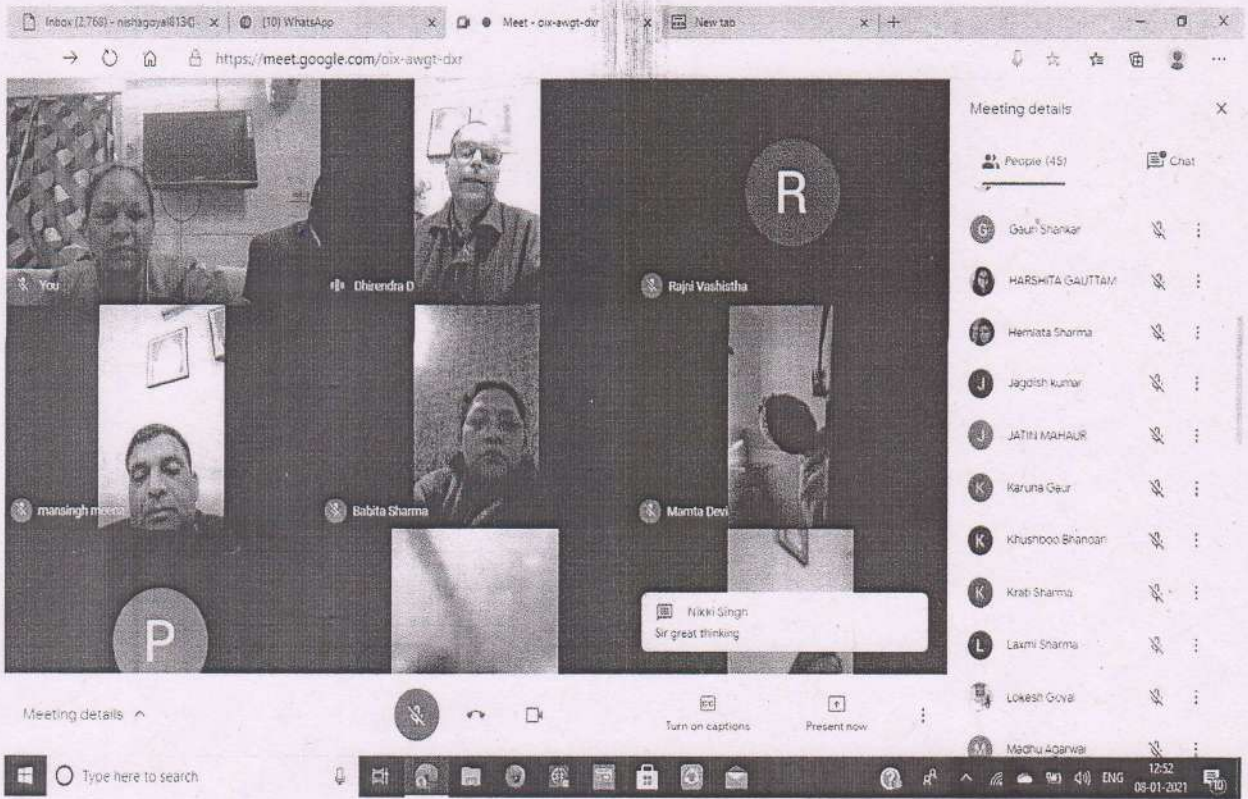 Inbox (2,768) - nishagoyal813@
(10) WhatsApp
Meet - oix-awgt-dxr
New tab
https://meet.google.com/oix-awgt-dxr
Meeting details
People (45)
Chat
You
Dhirendra D
R
Rajni Vashistha
mansingh meena
Babita Sharma
Mamta Devi
P
Nikki Singh
Sir great thinking
G
Gauri Shankar
HARSHITA GAUTTAM
Hemlata Sharma
J
Jagdish kumar
J
JATIN MAHAUR
K
Karuna Gaur
K
Khushboo Bhandari
K
Krati Sharma
L
Laxmi Sharma
Lokesh Goyal
M
Madhu Agarwal
Meeting details
CC
Turn on captions
Present now
Type here to search
ENG
12:52
08-01-2021
10